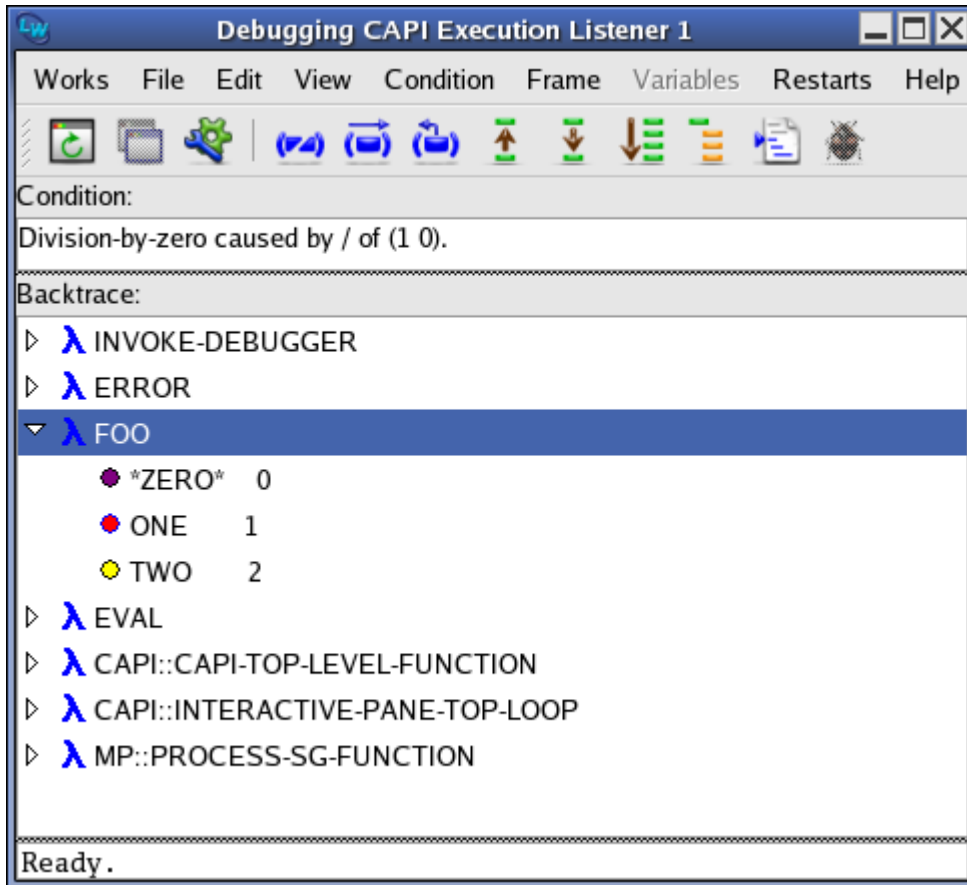 LW Debugging CAPI Execution Listener 1
Works File Edit View Condition Frame Variables Restarts Help
Condition:
Division-by-zero caused by / of (1 0).
Backtrace:
λ INVOKE-DEBUGGER
λ ERROR
λ FOO
*ZERO* 0
ONE 1
TWO 2
λ EVAL
λ CAPI::CAPI-TOP-LEVEL-FUNCTION
λ CAPI::INTERACTIVE-PANE-TOP-LOOP
λ MP::PROCESS-SG-FUNCTION
Ready.